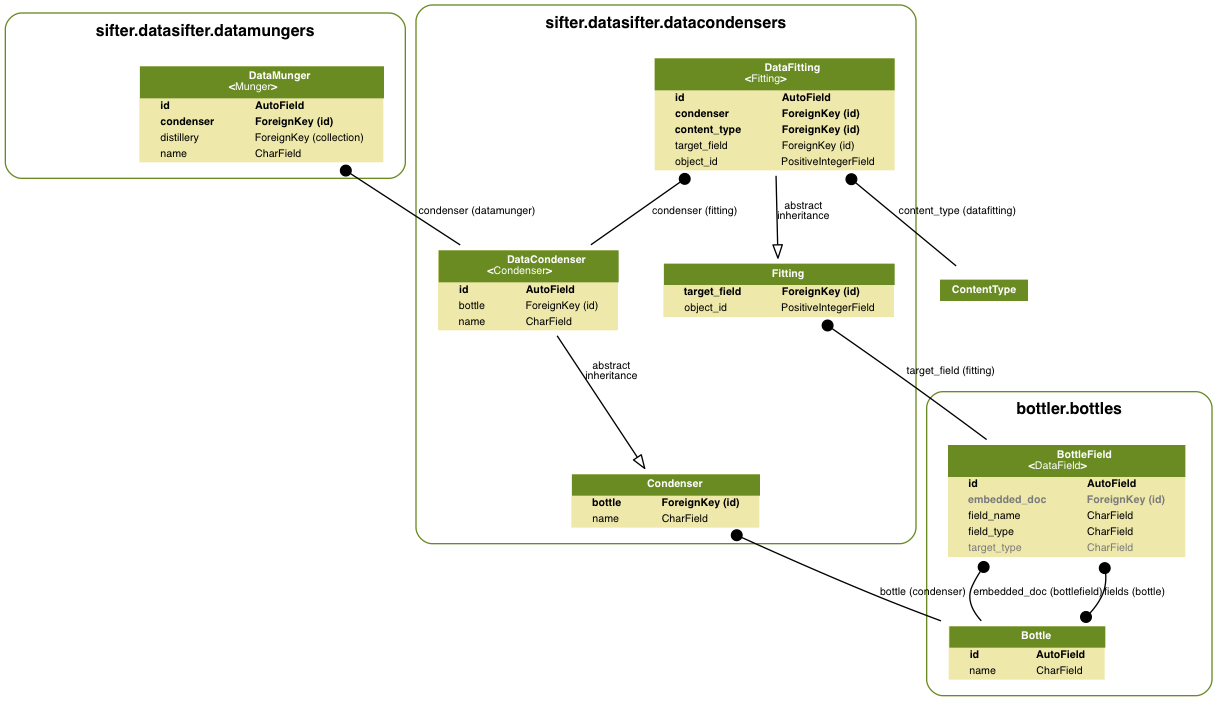 sifter.datasifter.datamungers
DataMunger
<Munger>
id AutoField
condenser ForeignKey (id)
distillery ForeignKey (collection)
name CharField
sifter.datasifter.datacondensers
DataFitting
<Fitting>
id AutoField
condenser ForeignKey (id)
content_type ForeignKey (id)
target_field ForeignKey (id)
object_id PositiveIntegerField
condenser (datamunger)
condenser (fitting)
abstract
inheritance
content_type (datafitting)
DataCondenser
<Condenser>
id AutoField
bottle ForeignKey (id)
name CharField
Fitting
target_field ForeignKey (id)
object_id PositiveIntegerField
ContentType
abstract
inheritance
target_field (fitting)
Condenser
bottle ForeignKey (id)
name CharField
bottler.bottles
BottleField
<DataField>
id AutoField
embedded_doc ForeignKey (id)
field_name CharField
field_type CharField
target_type CharField
bottle (condenser)
embedded_doc (bottlefield)
fields (bottle)
Bottle
id AutoField
name CharField